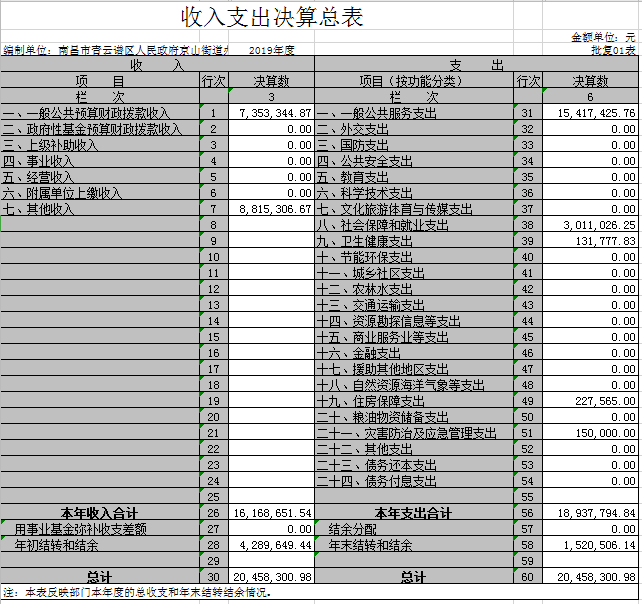 收入支出决算总表
金额单位：元
编制单位：南昌市青云谱区人民政府京山街道 2019年度 批复01表
收 入 支 出
项 目 行次 决算数 项目（按功能分类） 行次 决算数
栏 次 3 栏 次 6
一、一般公共预算财政拨款收入 1 7,353,344.87 一、一般公共服务支出 31 15,417,425.76
二、政府性基金预算财政拨款收入 2 0.00 二、外交支出 32 0.00
三、上级补助收入 3 0.00 三、国防支出 33 0.00
四、事业收入 4 0.00 四、公共安全支出 34 0.00
五、经营收入 5 0.00 五、教育支出 35 0.00
六、附属单位上缴收入 6 0.00 六、科学技术支出 36 0.00
七、其他收入 7 8,815,306.67 七、文化旅游体育与传媒支出 37 0.00
8 八、社会保障和就业支出 38 3,011,026.25
9 九、卫生健康支出 39 131,777.83
10 十、节能环保支出 40 0.00
11 十一、城乡社区支出 41 0.00
12 十二、农林水支出 42 0.00
13 十三、交通运输支出 43 0.00
14 十四、资源勘探信息等支出 44 0.00
15 十五、商业服务业等支出 45 0.00
16 十六、金融支出 46 0.00
17 十七、援助其他地区支出 47 0.00
18 十八、自然资源海洋气象等支出 48 0.00
19 十九、住房保障支出 49 227,565.00
20 二十、粮油物资储备支出 50 0.00
21 二十一、灾害防治及应急管理支出 51 150,000.00
22 二十二、其他支出 52 0.00
23 二十三、债务还本支出 53 0.00
24 二十四、债务付息支出 54 0.00
25 55
本年收入合计 26 16,168,651.54 本年支出合计 56 18,937,794.84
用事业基金弥补收支差额 27 0.00 结余分配 57 0.00
年初结转和结余 28 4,289,649.44 年末结转和结余 58 1,520,506.14
29 59
总计 30 20,458,300.98 总计 60 20,458,300.98
注：本表反映部门本年度的总收支和年末结转结余情况。